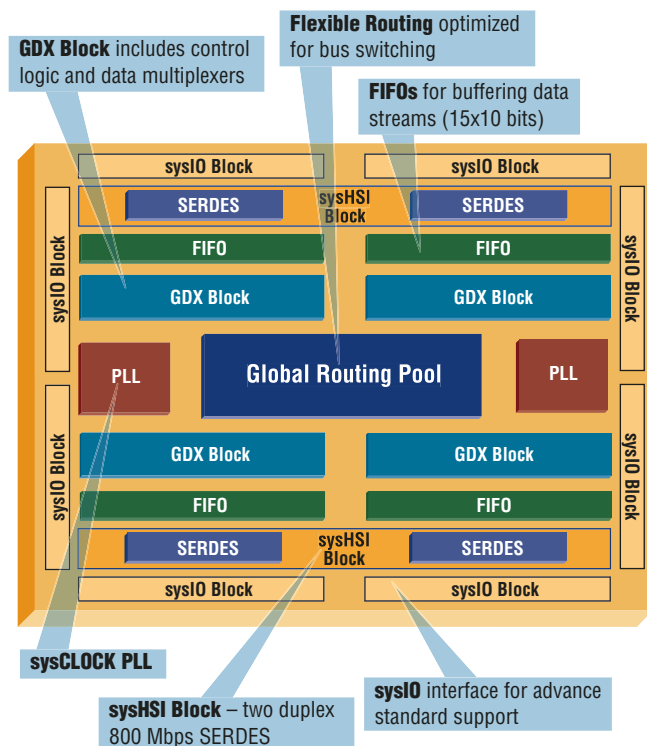 GDX Block includes control
logic and data multiplexers
Flexible Routing optimized
for bus switching
FIFOs for buffering data
streams (15x10 bits)
sysIO Block
sysIO Block
sysIO Block
sysIO Block
SERDES
sysHSI
Block
SERDES
FIFO
FIFO
GDX Block
GDX Block
PLL
Global Routing Pool
PLL
sysIO Block
sysIO Block
GDX Block
GDX Block
FIFO
FIFO
SERDES
sysHSI
Block
SERDES
sysIO Block
sysIO Block
sysCLOCK PLL
sysHSI Block – two duplex
800 Mbps SERDES
sysIO interface for advance
standard support